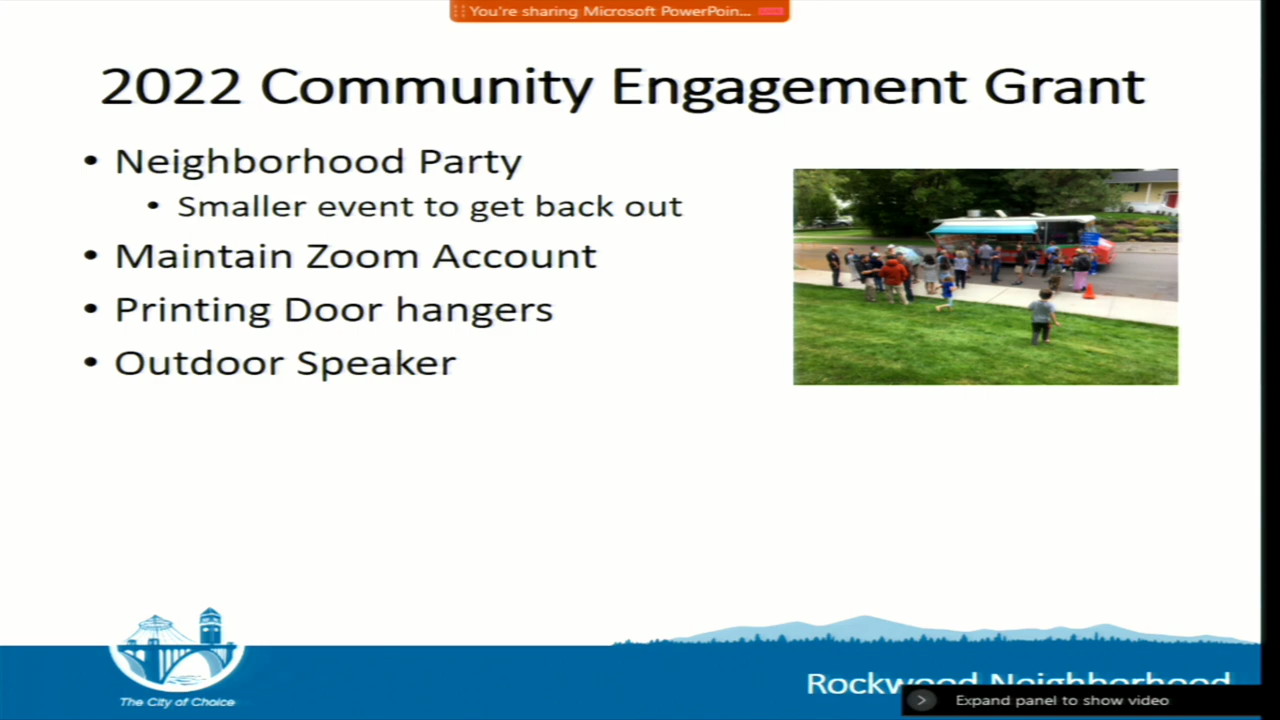 You're sharing Microsoft PowerPoin...
2022 Community Engagement Grant
• Neighborhood Party
• Smaller event to get back out
• Maintain Zoom Account
• Printing Door hangers
• Outdoor Speaker
The City of Choice
Rockwood Neighborhood
Expand panel to show video